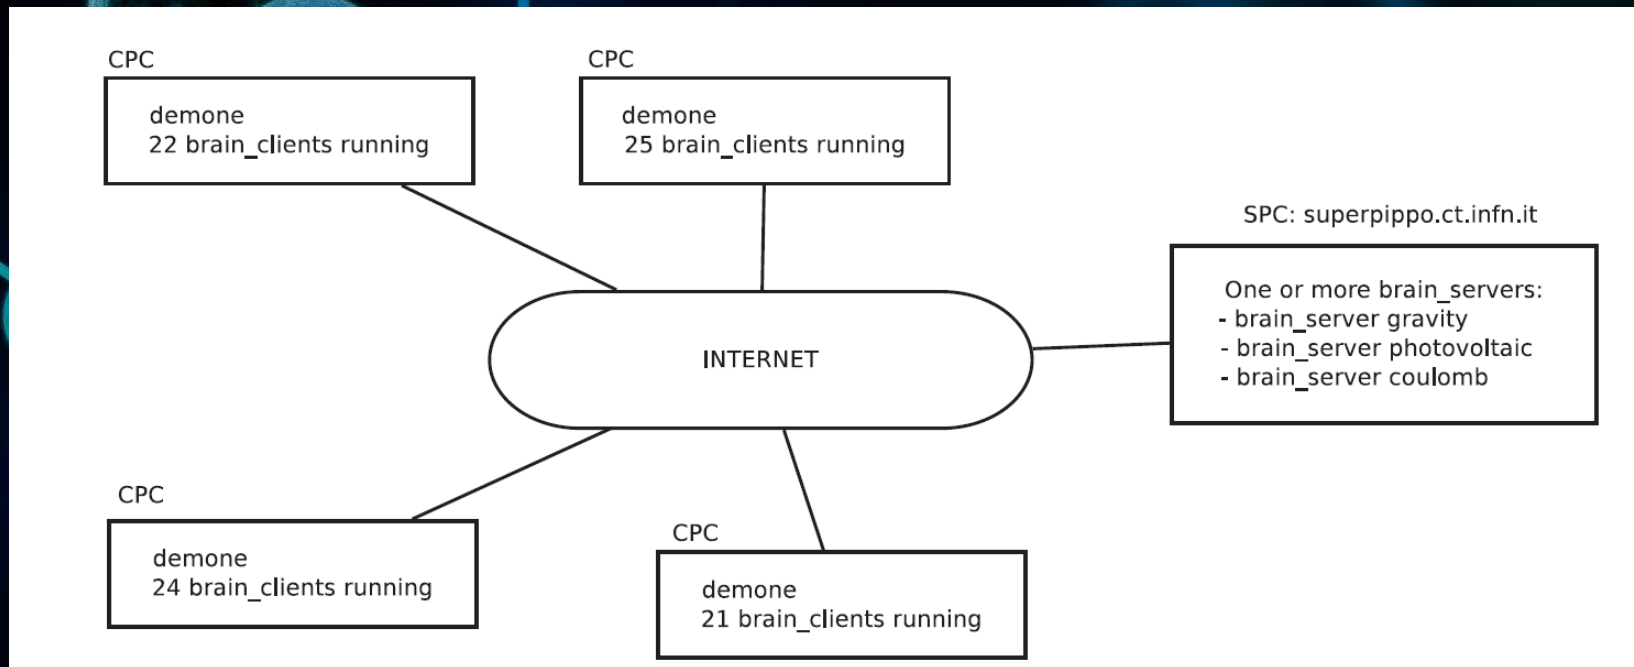 CPC
demone
22 brain_clients running
CPC
demone
25 brain_clients running
SPC: superpippo.ct.infn.it
One or more brain_servers:
- brain_server gravity
- brain_server photovoltaic
- brain_server coulomb
INTERNET
CPC
demone
24 brain_clients running
CPC
demone
21 brain_clients running